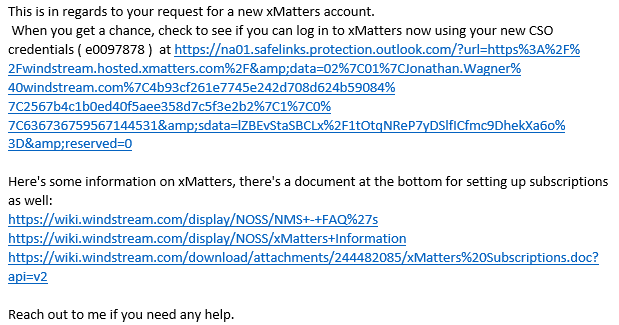 This is in regards to your request for a new xMatters account.
When you get a chance, check to see if you can log in to xMatters now using your new CSO
credentials ( e0097878 )  at https://na01.safelinks.protection.outlook.com/?url=https%3A%2F%
2Fwindstream.hosted.xmatters.com%2F&amp;data=02%7C01%7CJonathan.Wagner%
40windstream.com%7C4b93cf261e7745e242d708d624b59084%
7C2567b4c1b0ed40f5aee358d7c5f3e2b2%7C1%7C0%
7C636736759567144531&amp;sdata=lZBEvStaSBCLx%2F1tOtqNReP7yDSlflCfmc9DhekXa6o%
3D&amp;reserved=0
Here's some information on xMatters, there's a document at the bottom for setting up subscriptions
as well:
https://wiki.windstream.com/display/NOSS/NMS+-+FAQ%27s
https://wiki.windstream.com/display/NOSS/xMatters+Information
https://wiki.windstream.com/download/attachments/244482085/xMatters%20Subscriptions.doc?
api=v2
Reach out to me if you need any help.